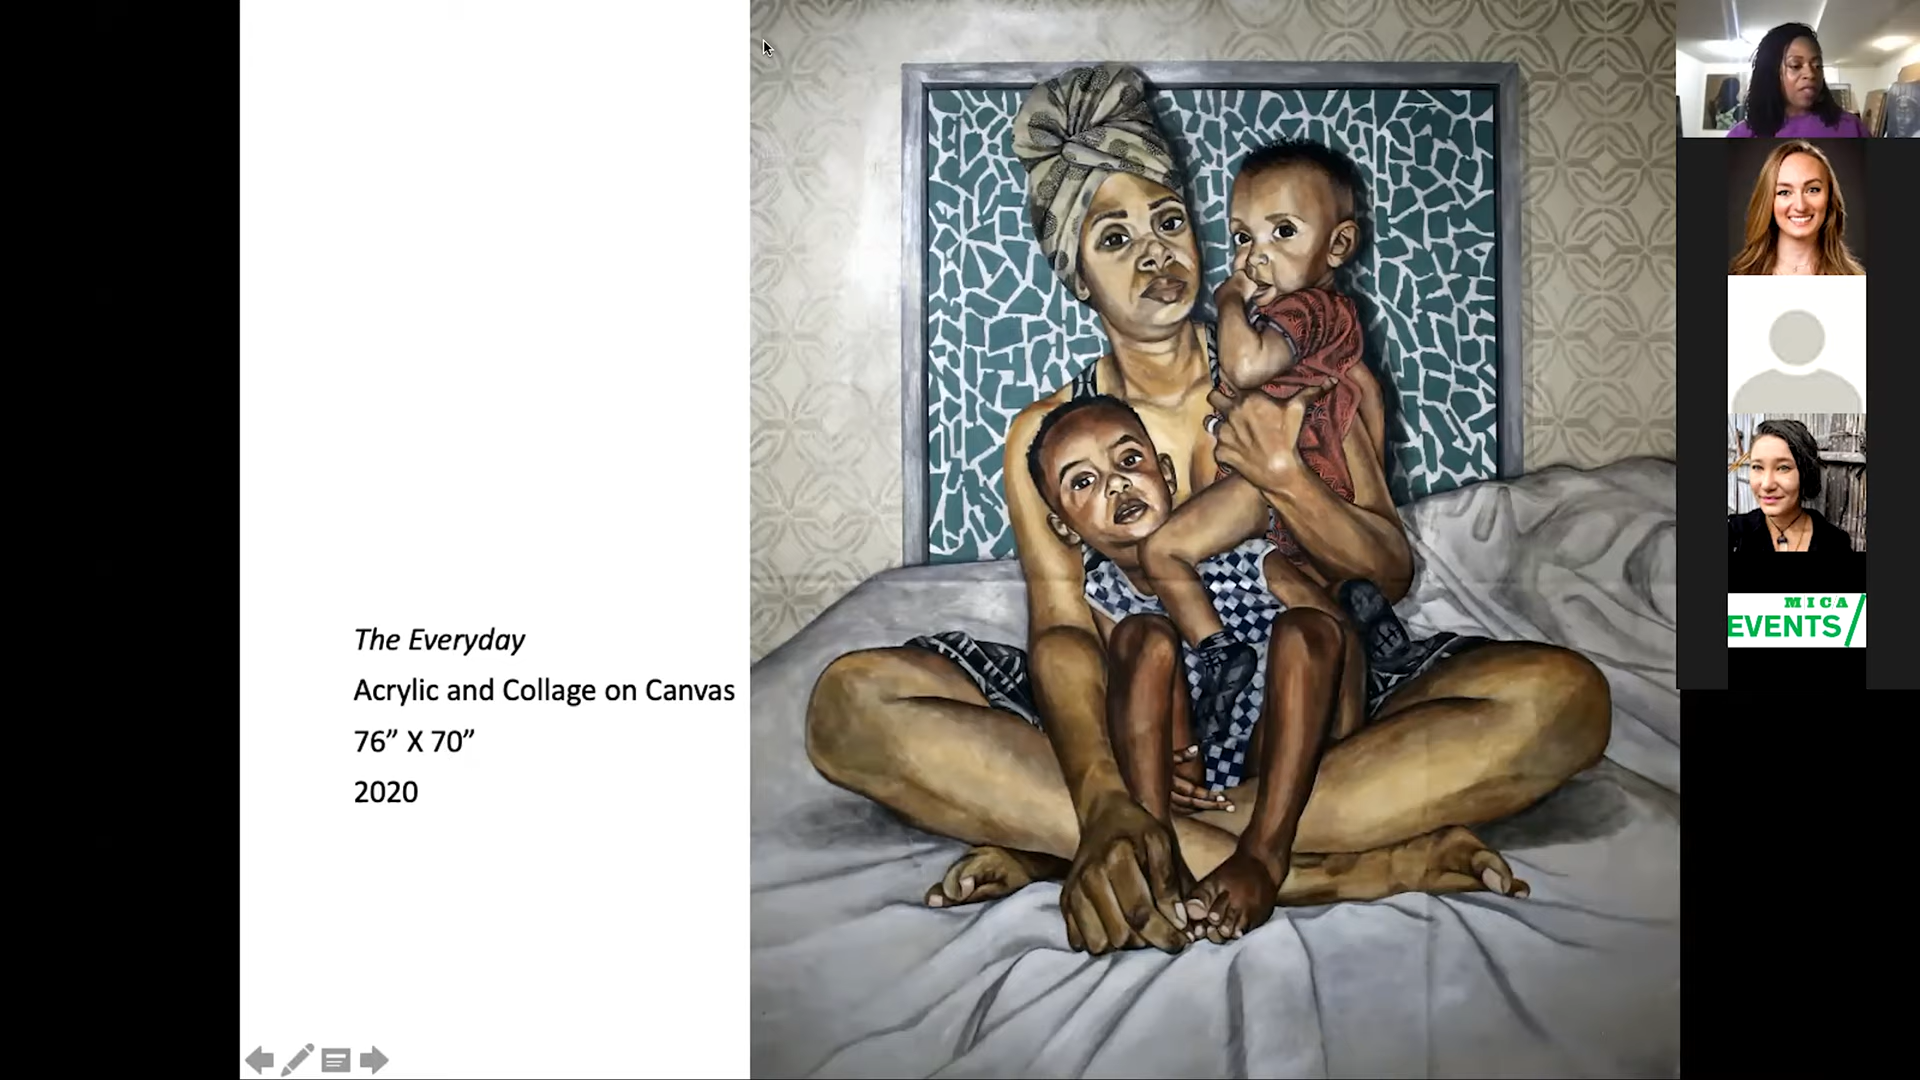 The Everyday
Acrylic and Collage on Canvas
76” X 70”
2020
MICA
EVENTS/